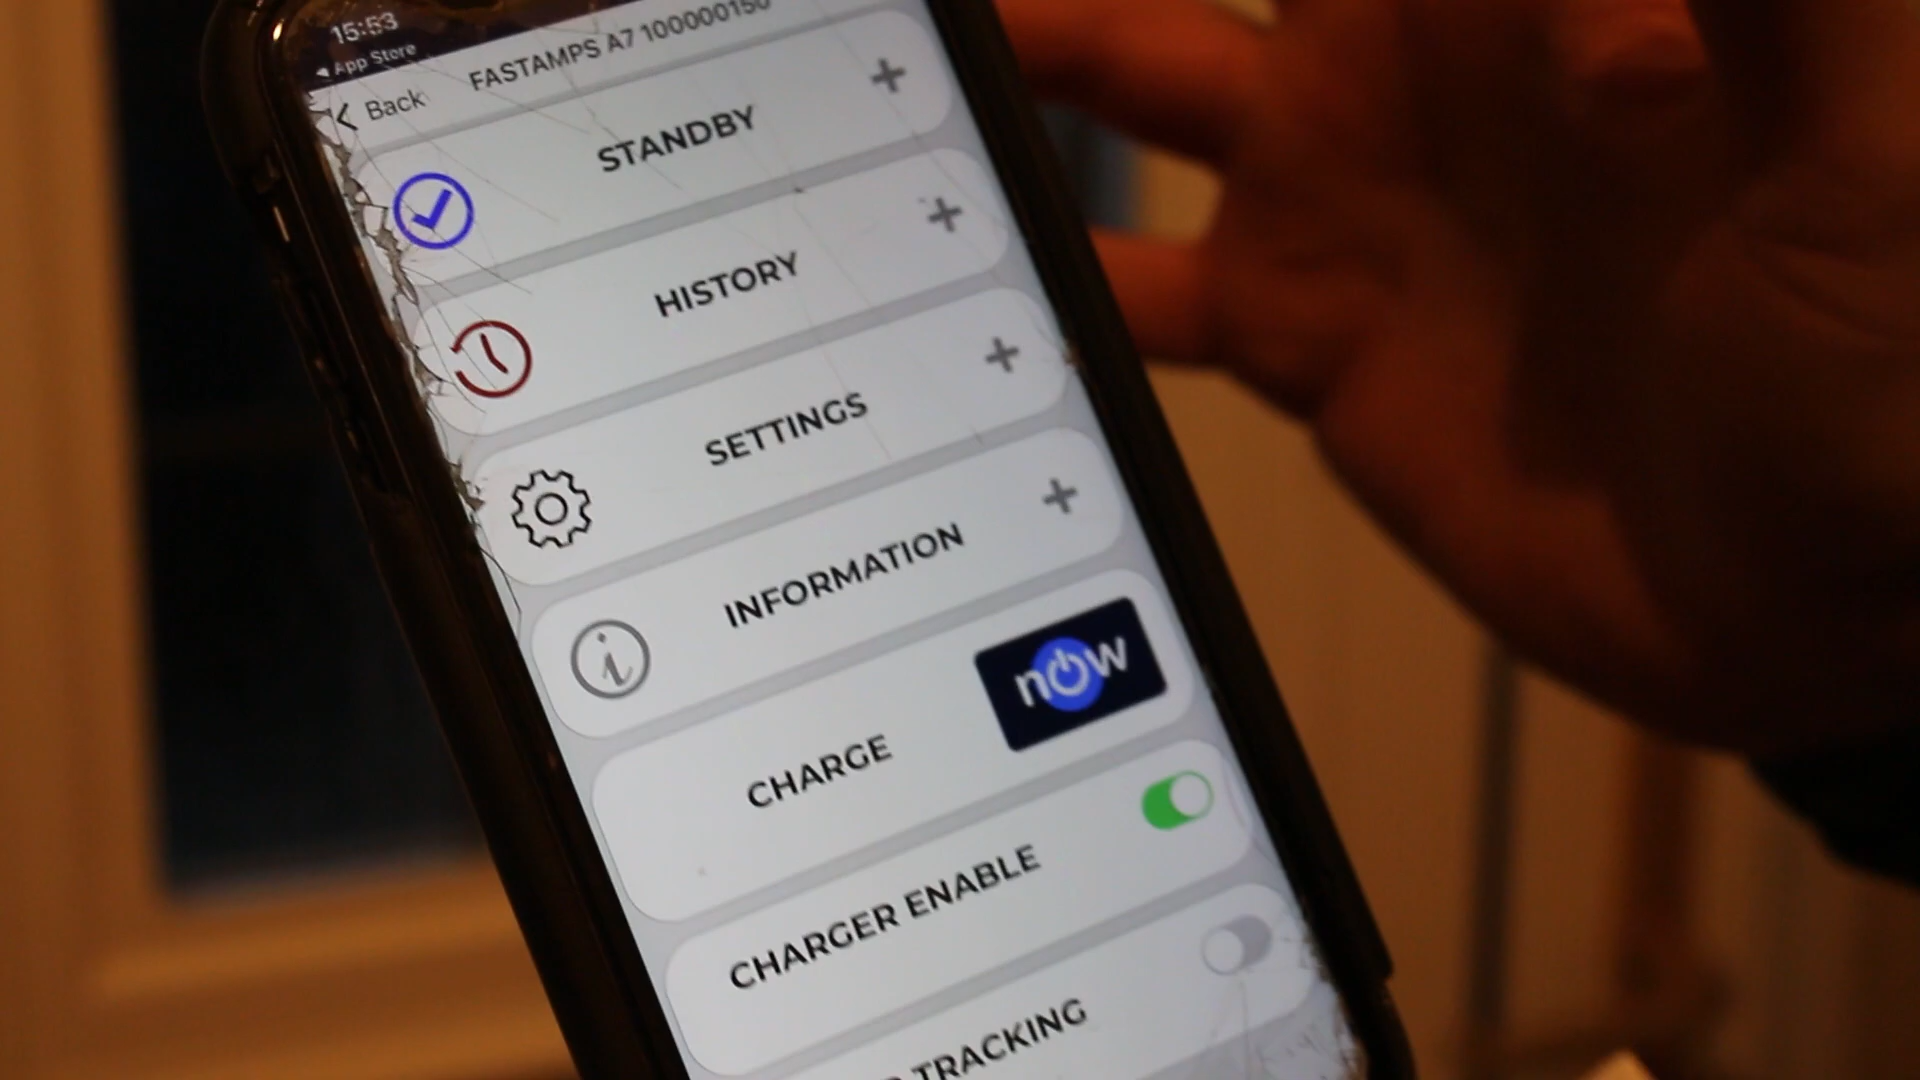 15:53
App Store
Back
FASTAMPS A7 100000150
STANDBY
HISTORY
SETTINGS
INFORMATION
CHARGE
now
CHARGER ENABLE
TRACKING